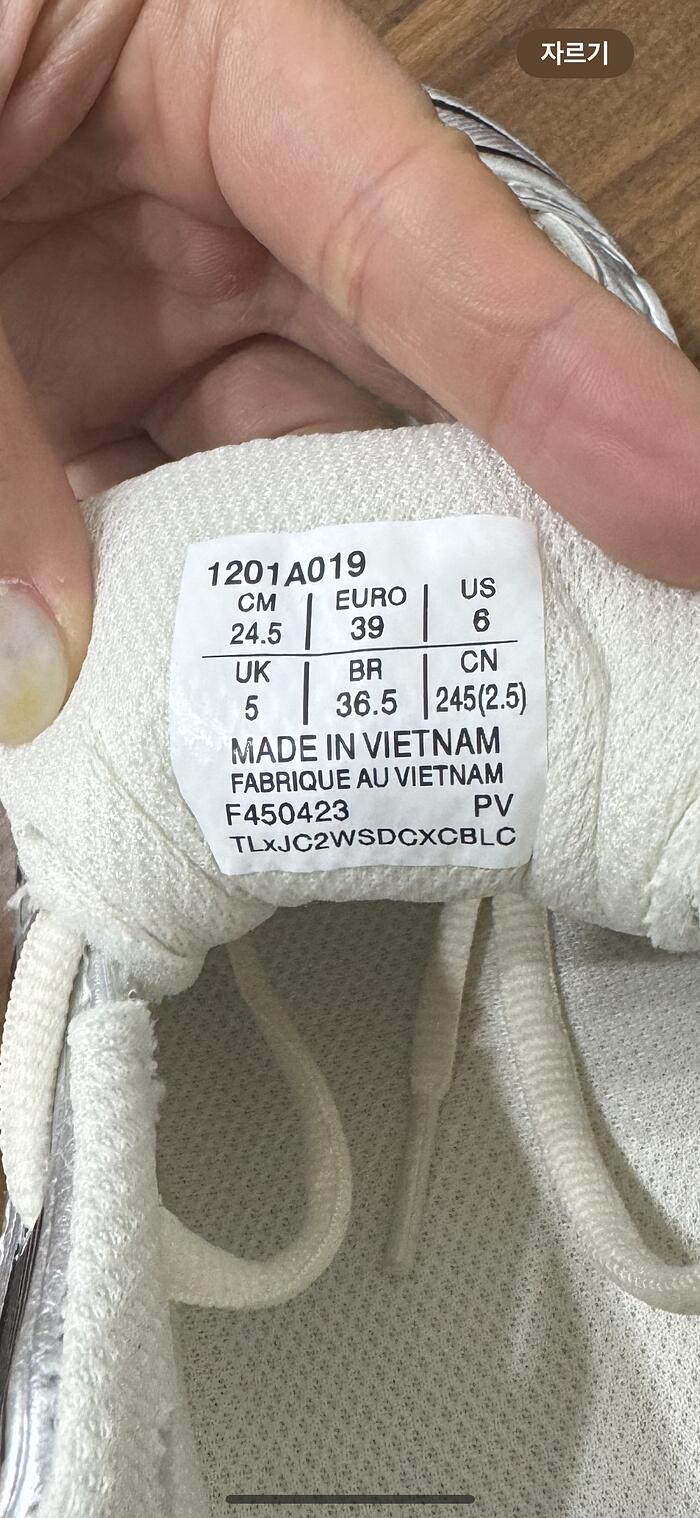 자르기
1201A019
CM EURO US
24.5 39 6
UK BR CN
5 36.5 245(2.5)
MADE IN VIETNAM
FABRIQUE AU VIETNAM
F450423 PV
TLxJC2WSDCXCBLC